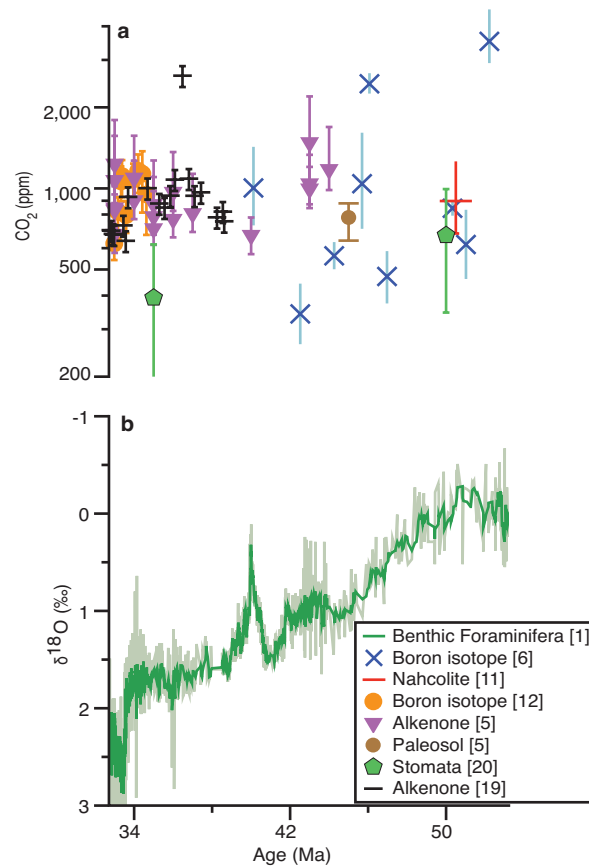 a
2,000
1,000
500
200
CO2 (ppm)
b
-1
0
1
2
3
δ18O (‰)
Benthic Foraminifera [1]
Boron isotope [6]
Nahcolite [11]
Boron isotope [12]
Alkenone [5]
Paleosol [5]
Stomata [20]
Alkenone [19]
34 42 50
Age (Ma)